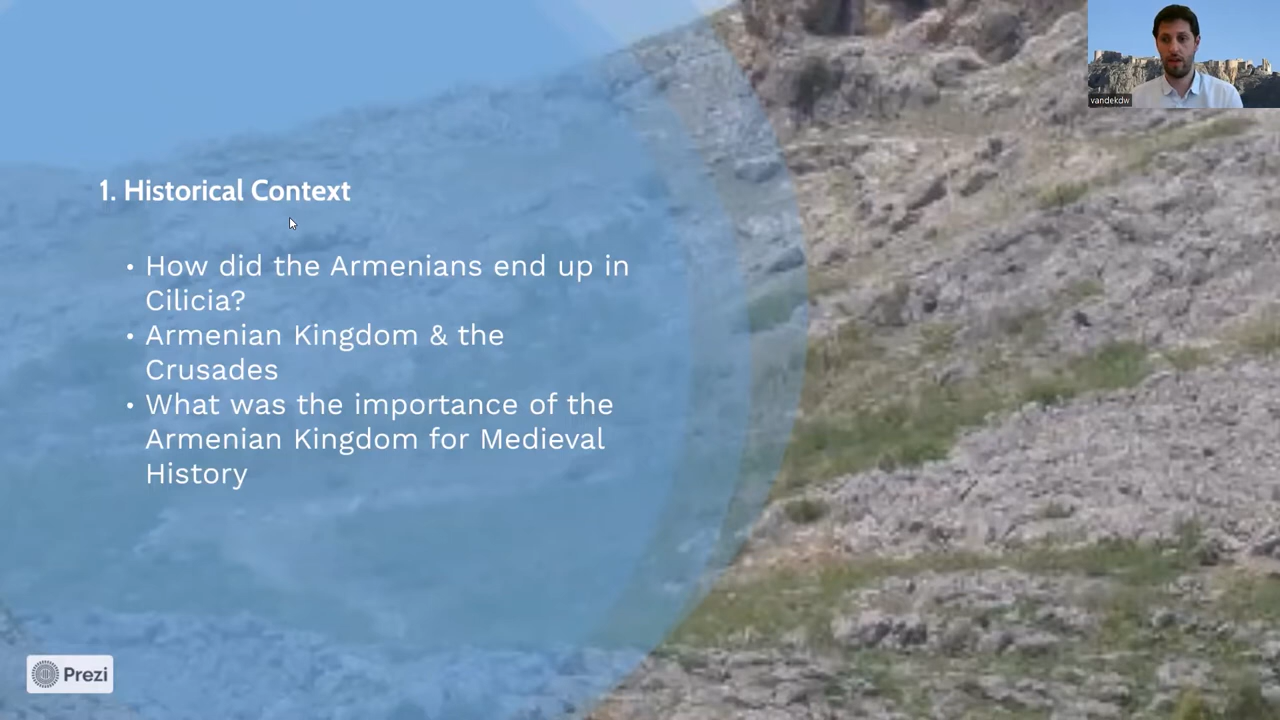 vandekdw
1. Historical Context
• How did the Armenians end up in
Cilicia?
• Armenian Kingdom & the
Crusades
• What was the importance of the
Armenian Kingdom for Medieval
History
Prezi